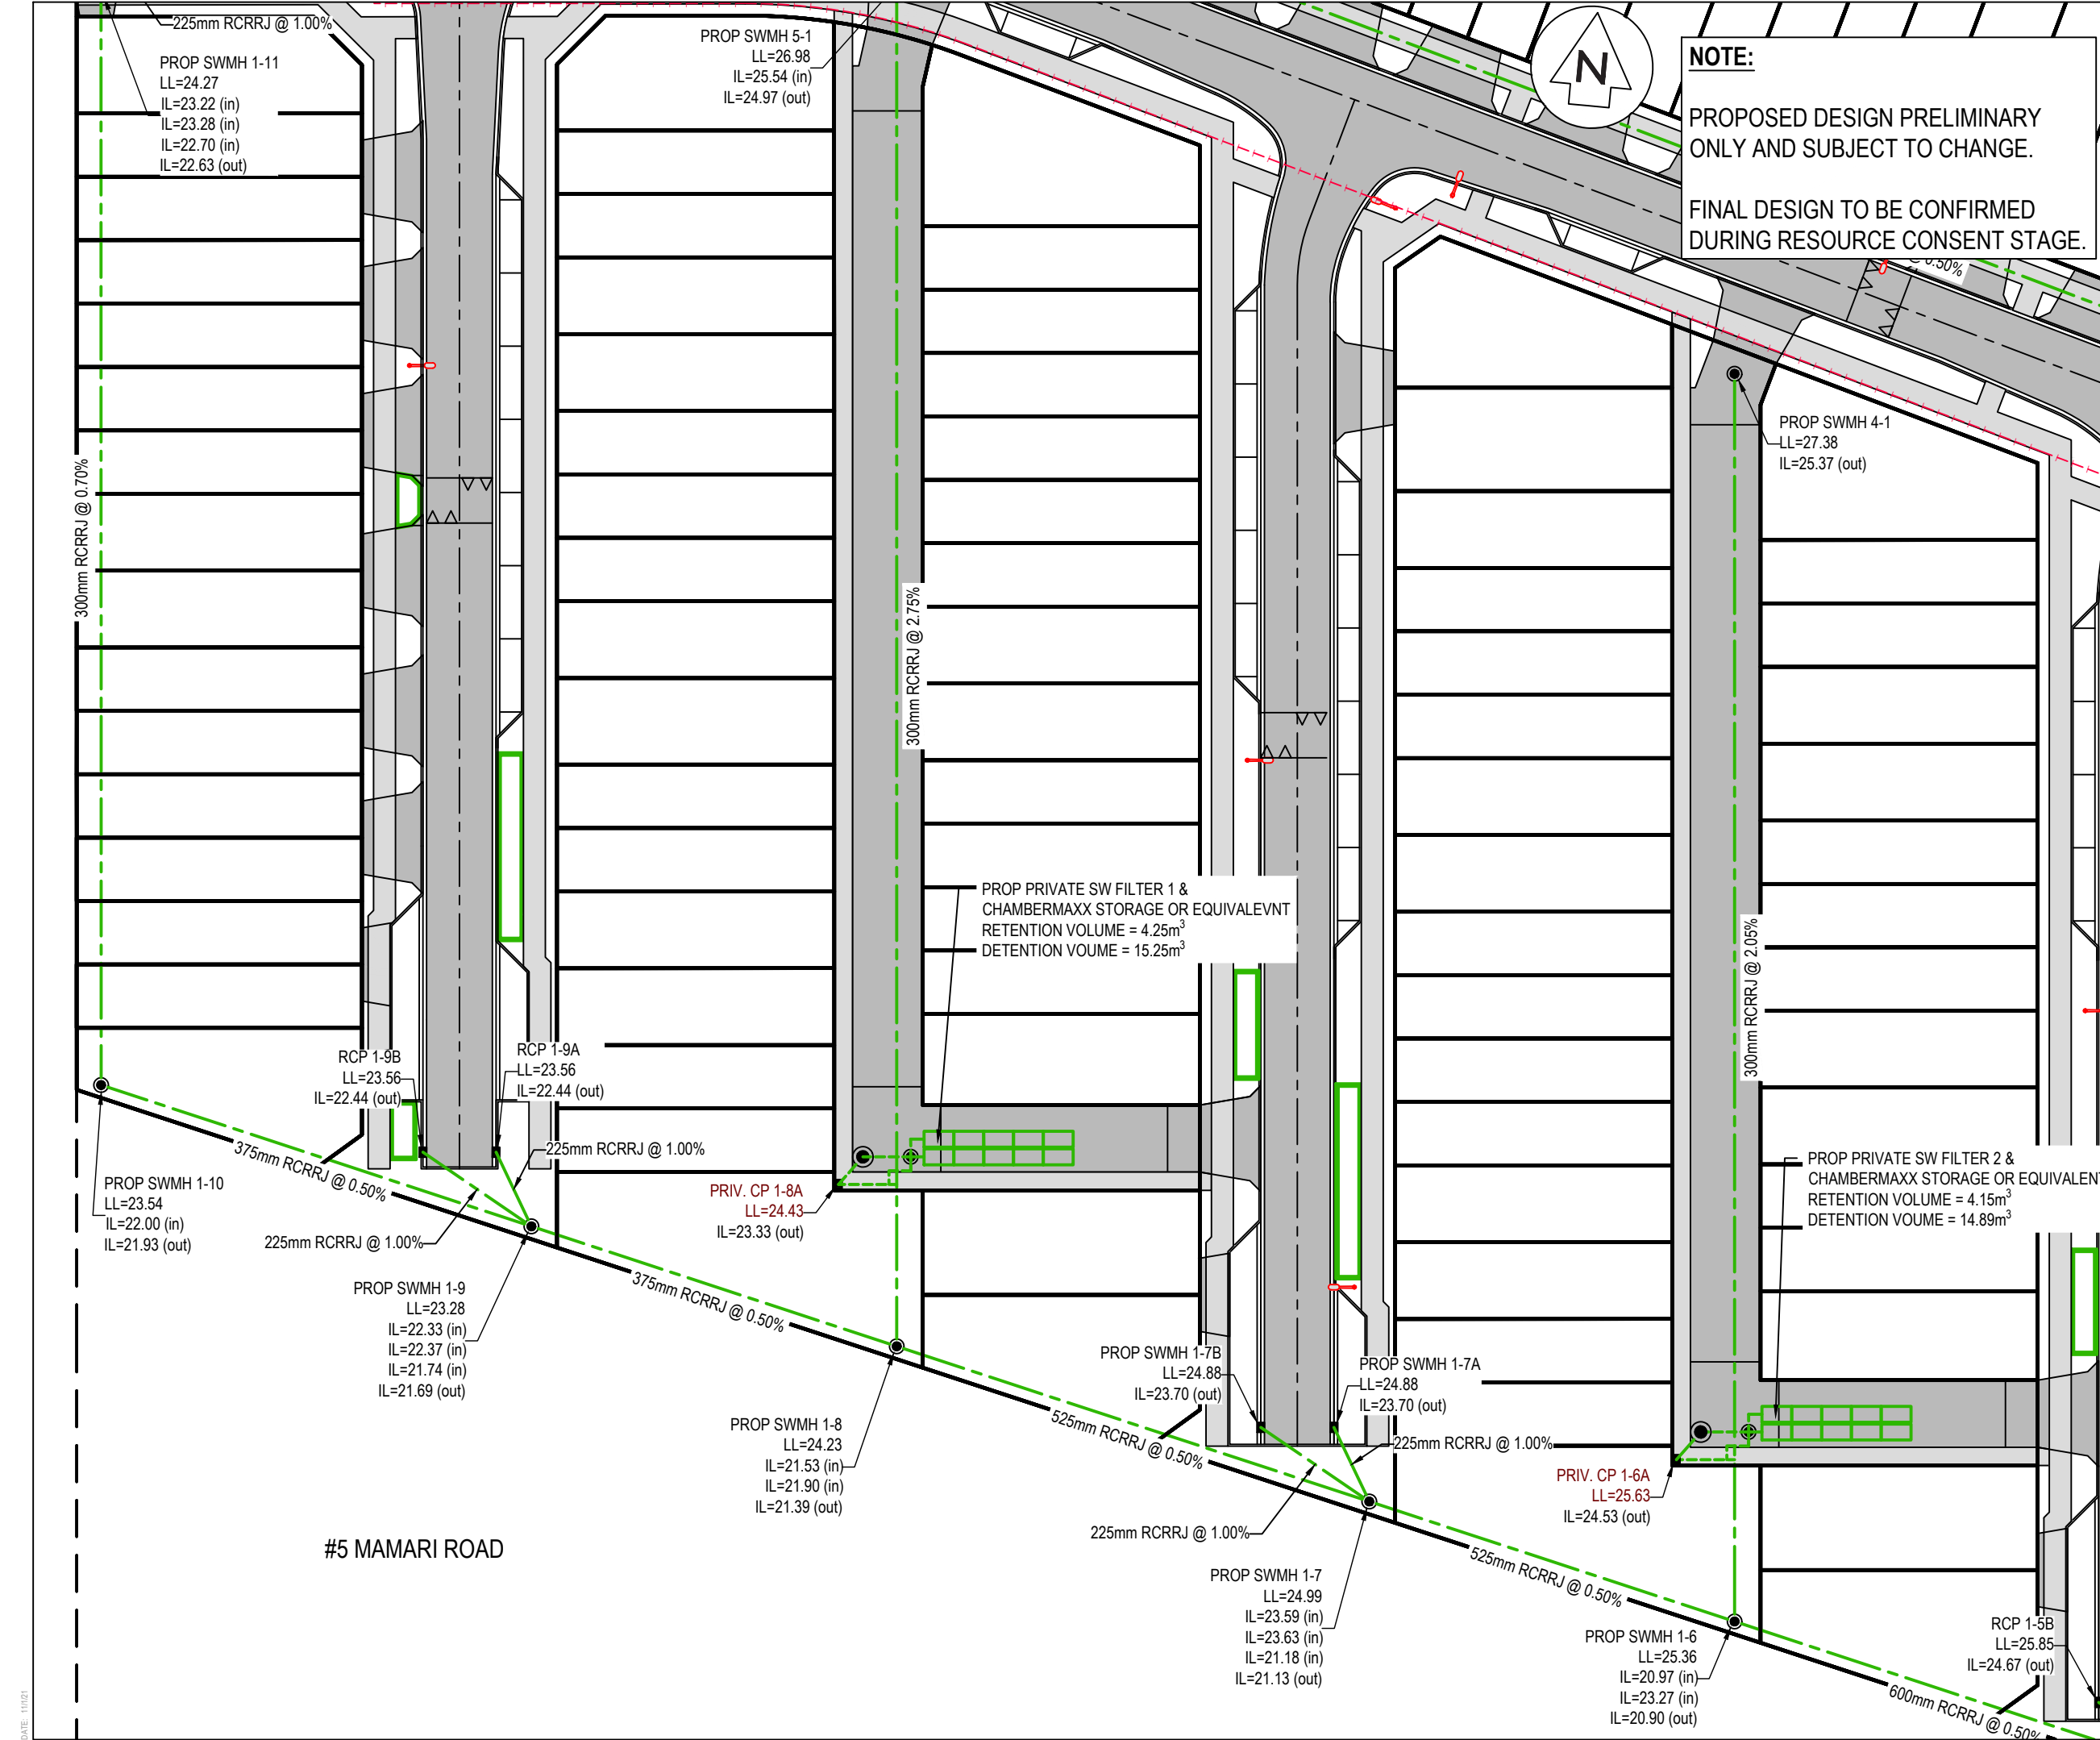 225mm RCRRJ @ 1.00%
PROP SWMH 1-11
LL=24.27
IL=23.22 (in)
IL=23.28 (in)
IL=22.70 (in)
IL=22.63 (out)
PROP SWMH 5-1
LL=26.98
IL=25.54 (in)
IL=24.97 (out)
N
NOTE:
PROPOSED DESIGN PRELIMINARY
ONLY AND SUBJECT TO CHANGE.
FINAL DESIGN TO BE CONFIRMED
DURING RESOURCE CONSENT STAGE.
@ 0.50%
PROP SWMH 4-1
LL=27.38
IL=25.37 (out)
300mm RCRRJ @ 0.70%
300mm RCRRJ @ 2.75%
300mm RCRRJ @ 2.05%
PROP PRIVATE SW FILTER 1 &
CHAMBERMAXX STORAGE OR EQUIVALEVNT
RETENTION VOLUME = 4.25m³
DETENTION VOUME = 15.25m³
RCP 1-9B
LL=23.56
IL=22.44 (out)
RCP 1-9A
LL=23.56
IL=22.44 (out)
225mm RCRRJ @ 1.00%
375mm RCRRJ @ 0.50%
PROP SWMH 1-10
LL=23.54
IL=22.00 (in)
IL=21.93 (out)
225mm RCRRJ @ 1.00%
PRIV. CP 1-8A
LL=24.43
IL=23.33 (out)
PROP PRIVATE SW FILTER 2 &
CHAMBERMAXX STORAGE OR EQUIVALEN
RETENTION VOLUME = 4.15m³
DETENTION VOUME = 14.89m³
PROP SWMH 1-9
LL=23.28
IL=22.33 (in)
IL=22.37 (in)
IL=21.74 (in)
IL=21.69 (out)
375mm RCRRJ @ 0.50%
PROP SWMH 1-8
LL=24.23
IL=21.53 (in)
IL=21.90 (in)
IL=21.39 (out)
PROP SWMH 1-7B
LL=24.88
IL=23.70 (out)
PROP SWMH 1-7A
LL=24.88
IL=23.70 (out)
525mm RCRRJ @ 0.50%
225mm RCRRJ @ 1.00%
225mm RCRRJ @ 1.00%
PRIV. CP 1-6A
LL=25.63
IL=24.53 (out)
#5 MAMARI ROAD
525mm RCRRJ @ 0.50%
PROP SWMH 1-7
LL=24.99
IL=23.59 (in)
IL=23.63 (in)
IL=21.18 (in)
IL=21.13 (out)
PROP SWMH 1-6
LL=25.36
IL=20.97 (in)
IL=23.27 (in)
IL=20.90 (out)
RCP 1-5B
LL=25.85
IL=24.67 (out)
600mm RCRRJ @ 0.50%
DATE: 11/1/21